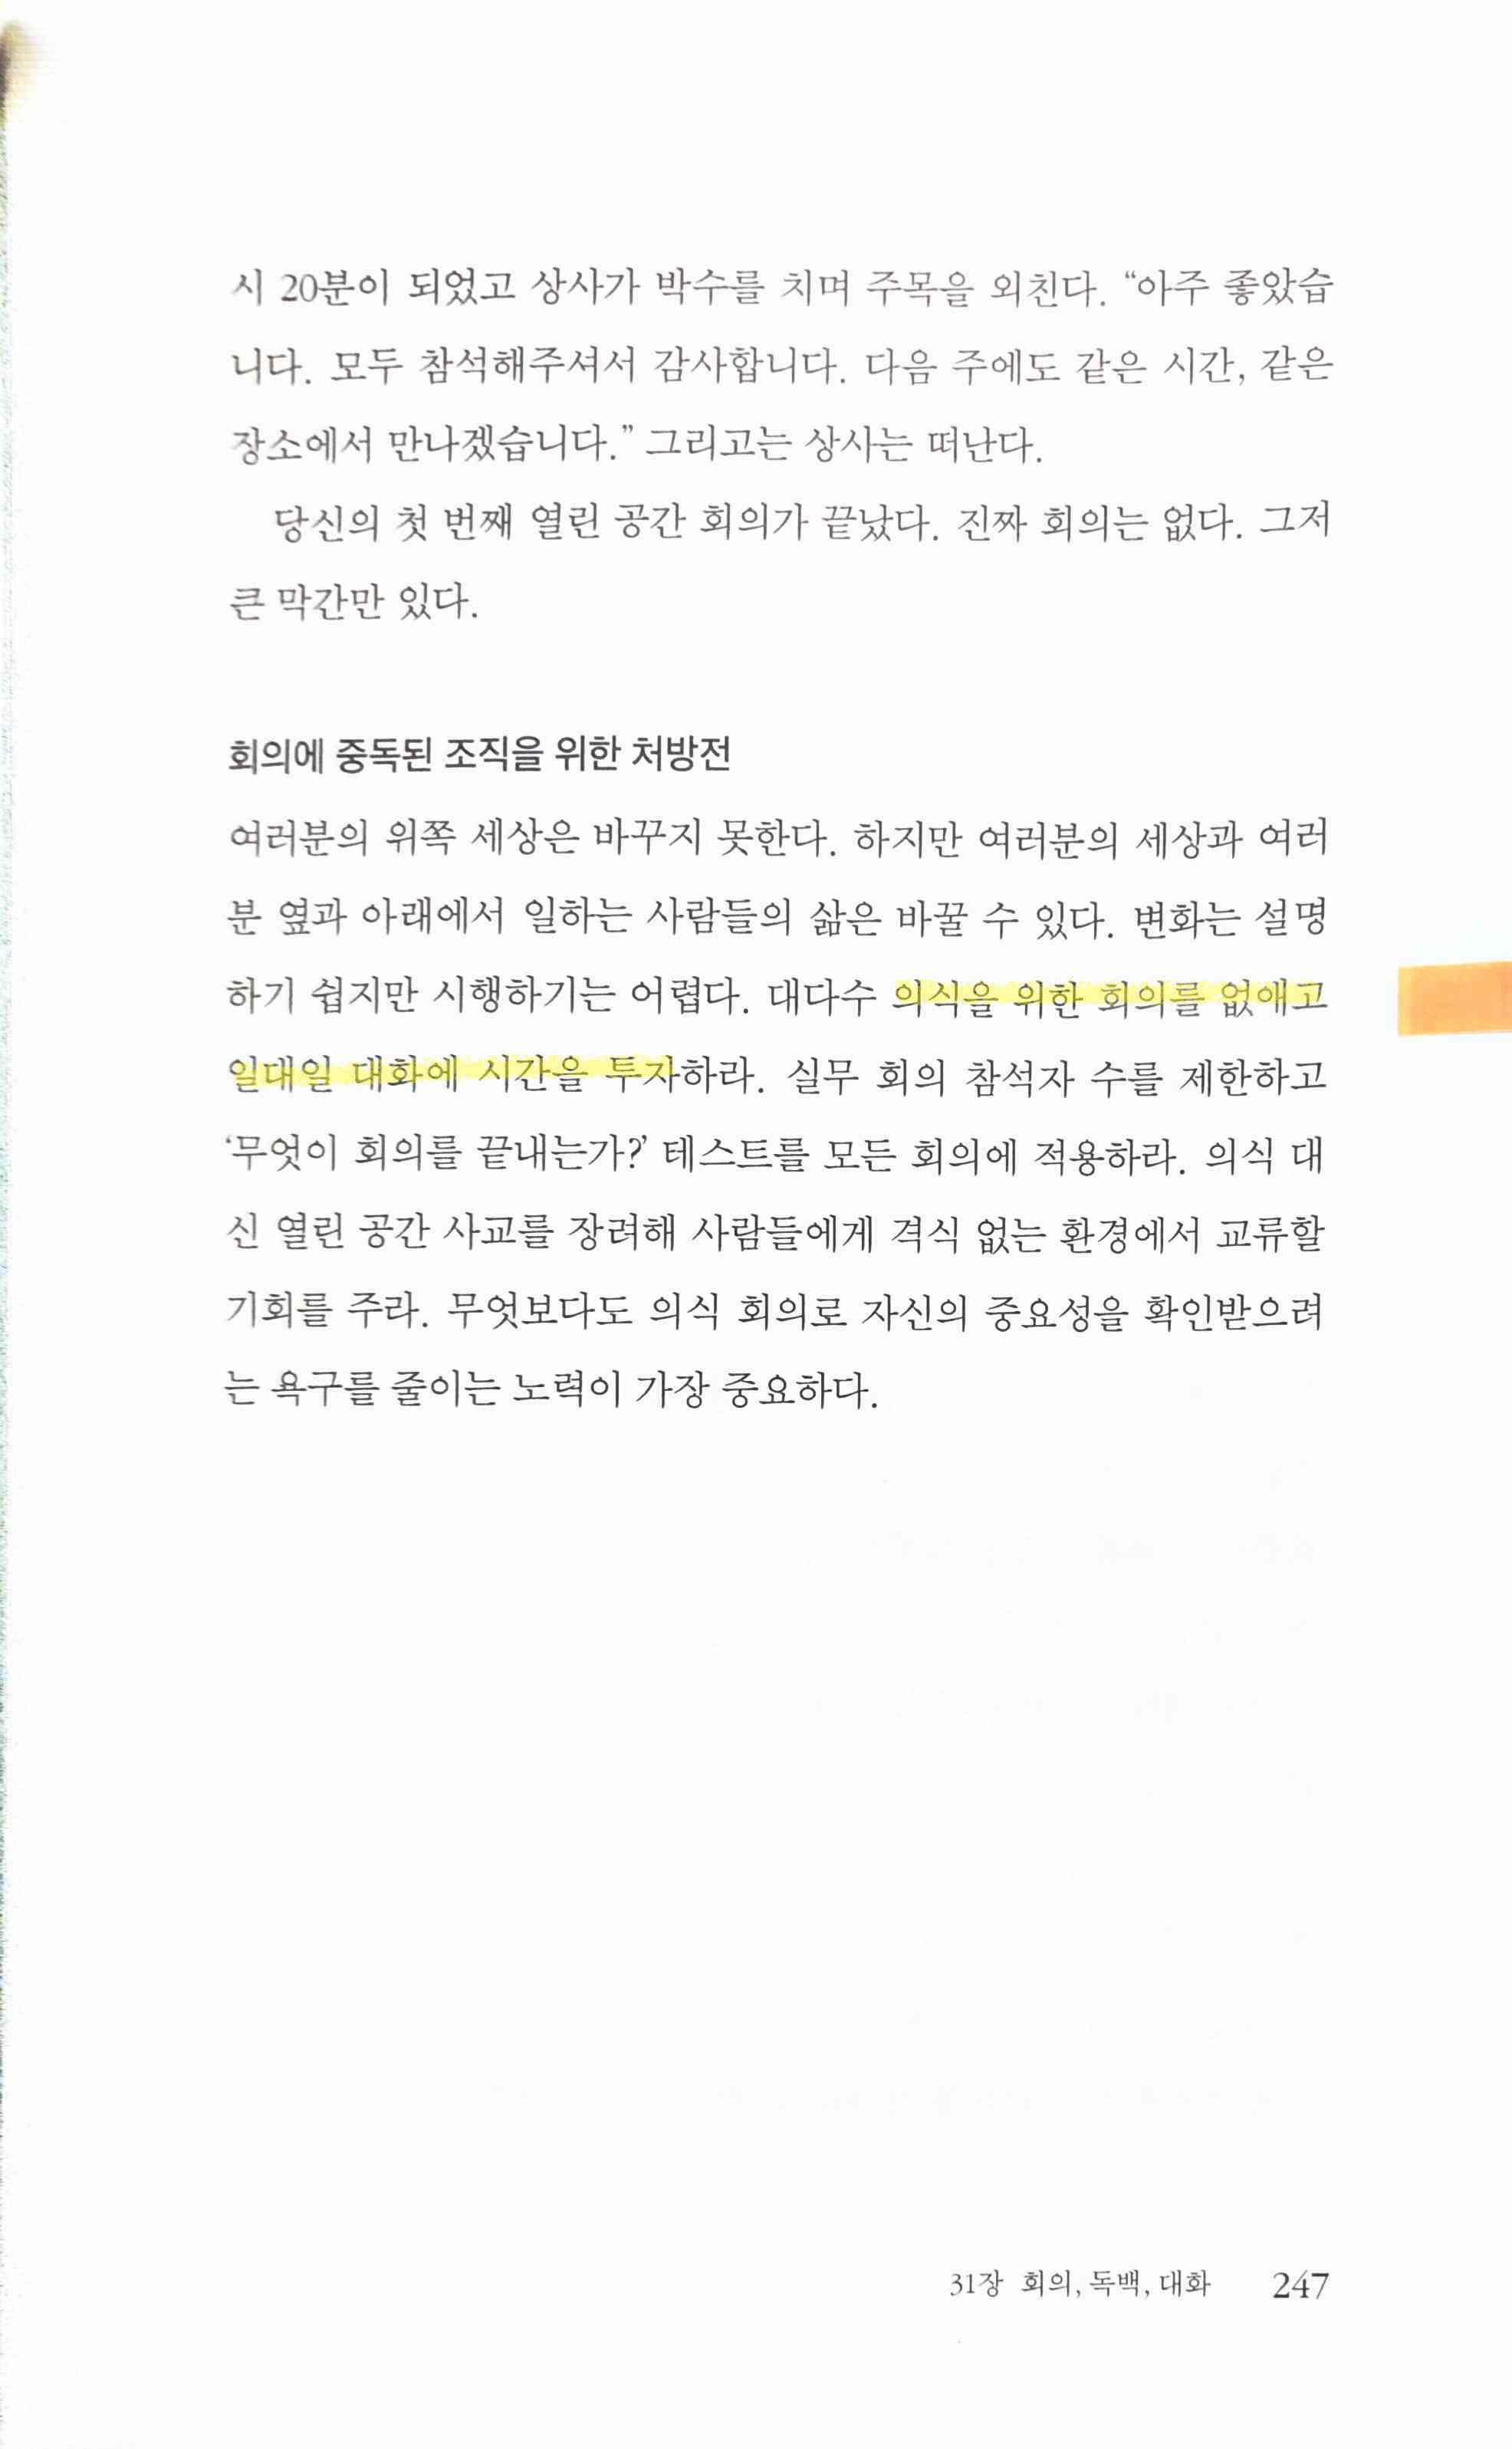 시 20분이 되었고 상사가 박수를 치며 주목을 외친다. “아주 좋았습
니다. 모두 참석해주셔서 감사합니다. 다음 주에도 같은 시간, 같은
장소에서 만나겠습니다.” 그리고는 상사는 떠난다.
당신의 첫 번째 열린 공간 회의가 끝났다. 진짜 회의는 없다. 그저
큰 막간만 있다.
회의에 중독된 조직을 위한 처방전
여러분의 위쪽 세상은 바꾸지 못한다. 하지만 여러분의 세상과 여러
분 옆과 아래에서 일하는 사람들의 삶은 바꿀 수 있다. 변화는 설명
하기 쉽지만 시행하기는 어렵다. 대다수 의식을 위한 회의를 없애고
일대일 대화에 시간을 투자하라. 실무 회의 참석자 수를 제한하고
‘무엇이 회의를 끝내는가?’ 테스트를 모든 회의에 적용하라. 의식 대
신 열린 공간 사교를 장려해 사람들에게 격식 없는 환경에서 교류할
기회를 주라. 무엇보다도 의식 회의로 자신의 중요성을 확인받으려
는 욕구를 줄이는 노력이 가장 중요하다.
31장 회의, 독백, 대화 247